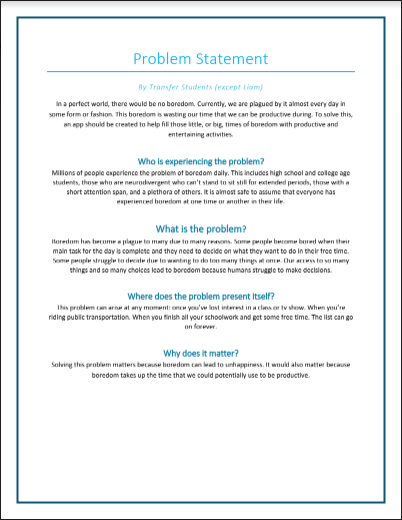 Problem Statement
By Transfer Students (except Liam)
In a perfect world, there would be no boredom. Currently, we are plagued by it almost every day in
some form or fashion. This boredom is wasting our time that we can be productive during. To solve this,
an app should be created to help fill those little, or big, times of boredom with productive and
entertaining activities.
Who is experiencing the problem?
Millions of people experience the problem of boredom daily. This includes high school and college age
students, those who are neurodivergent who can't stand to sit still for extended periods, those with a
short attention span, and a plethora of others. It is almost safe to assume that everyone has
experienced boredom at one time or another in their life.
What is the problem?
Boredom has become a plague to many due to many reasons. Some people become bored when their
main task for the day is complete and they need to decide on what they want to do in their free time.
Some people struggle to decide due to wanting to do too many things at once. Our access to so many
things and so many choices lead to boredom because humans struggle to make decisions.
Where does the problem present itself?
This problem can arise at any moment: once you've lost interest in a class or tv show. When you're
riding public transportation. When you finish all your schoolwork and get some free time. The list can go
on forever.
Why does it matter?
Solving this problem matters because boredom can lead to unhappiness. It would also matter because
boredom takes up the time that we could potentially use to be productive.